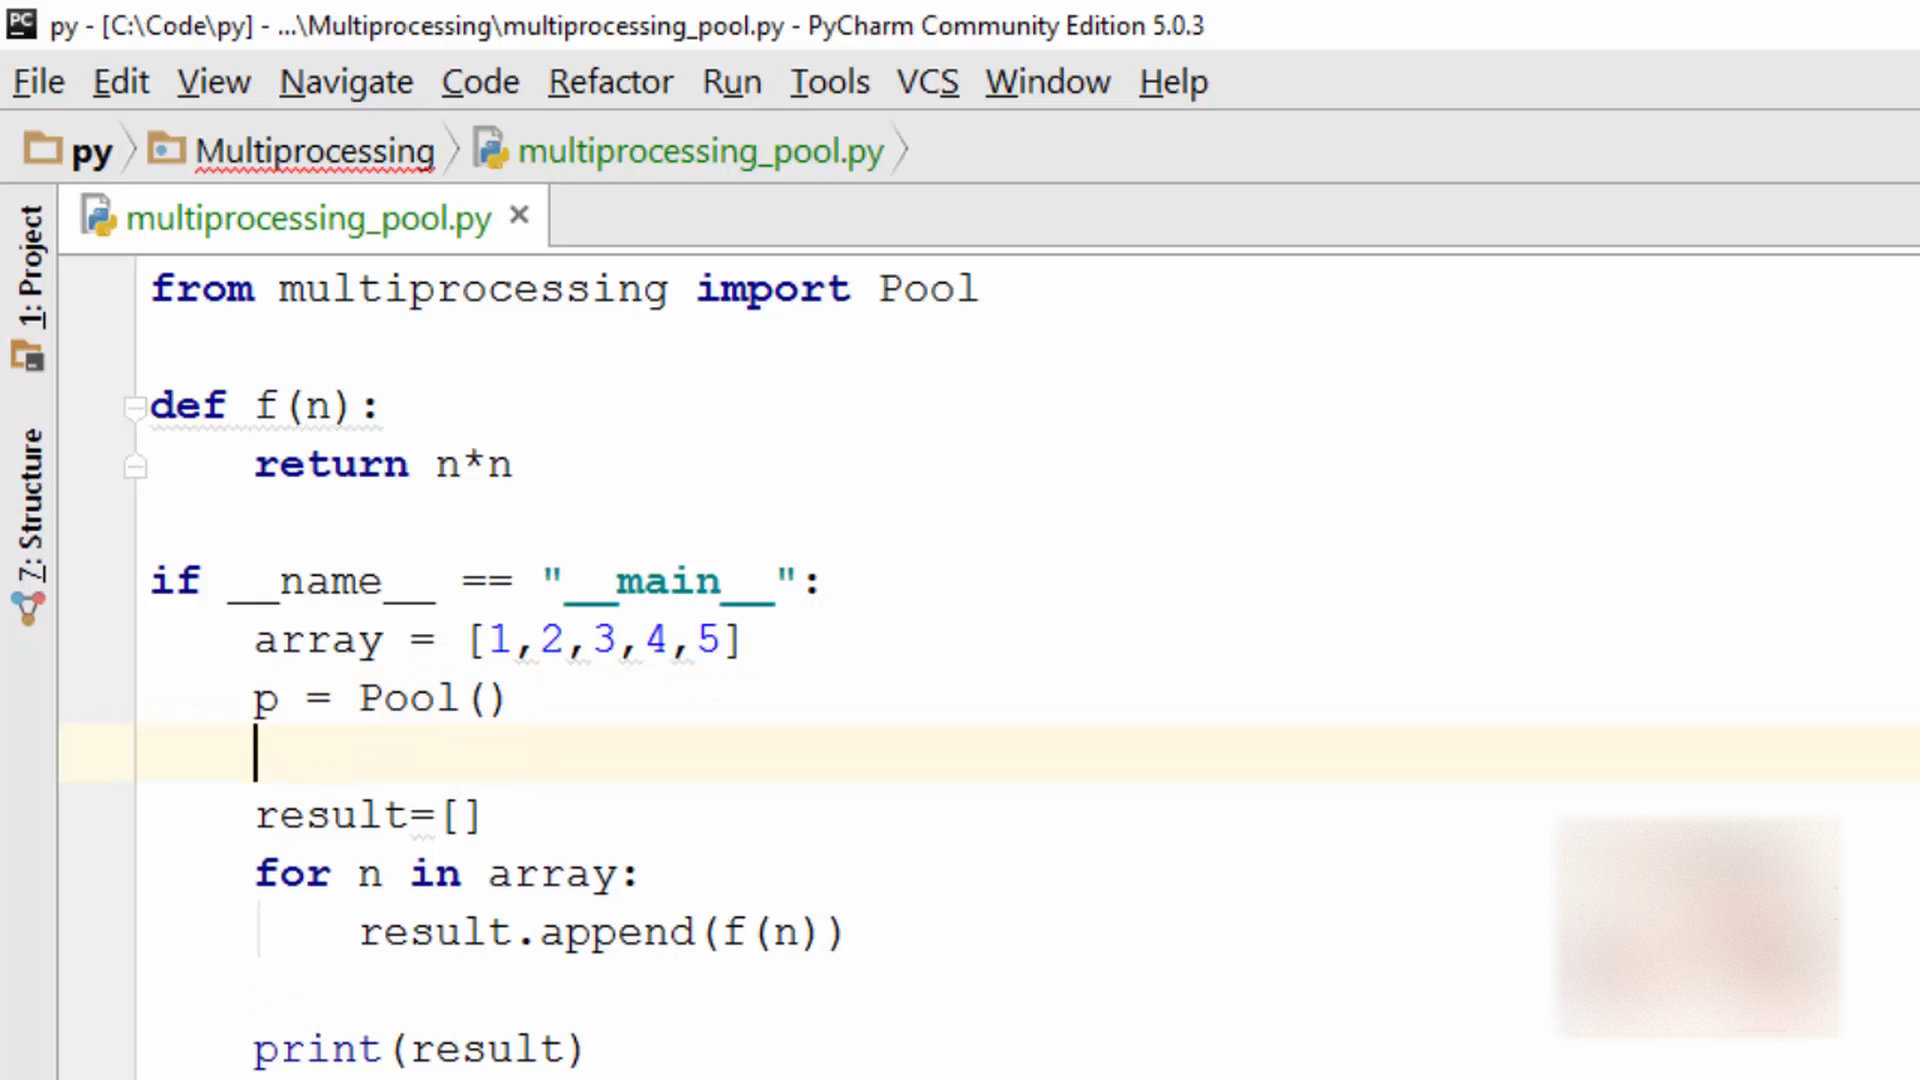 py - [C:\Code\py] - ...\Multiprocessing\multiprocessing_pool.py - PyCharm Community Edition 5.0.3
File Edit View Navigate Code Refactor Run Tools VCS Window Help
py Multiprocessing multiprocessing_pool.py
multiprocessing_pool.py
1: Project
7: Structure
from multiprocessing import Pool
def f(n):
    return n*n
if __name__ == "__main__":
    array = [1,2,3,4,5]
    p = Pool()
    result=[]
    for n in array:
        result.append(f(n))
    print(result)